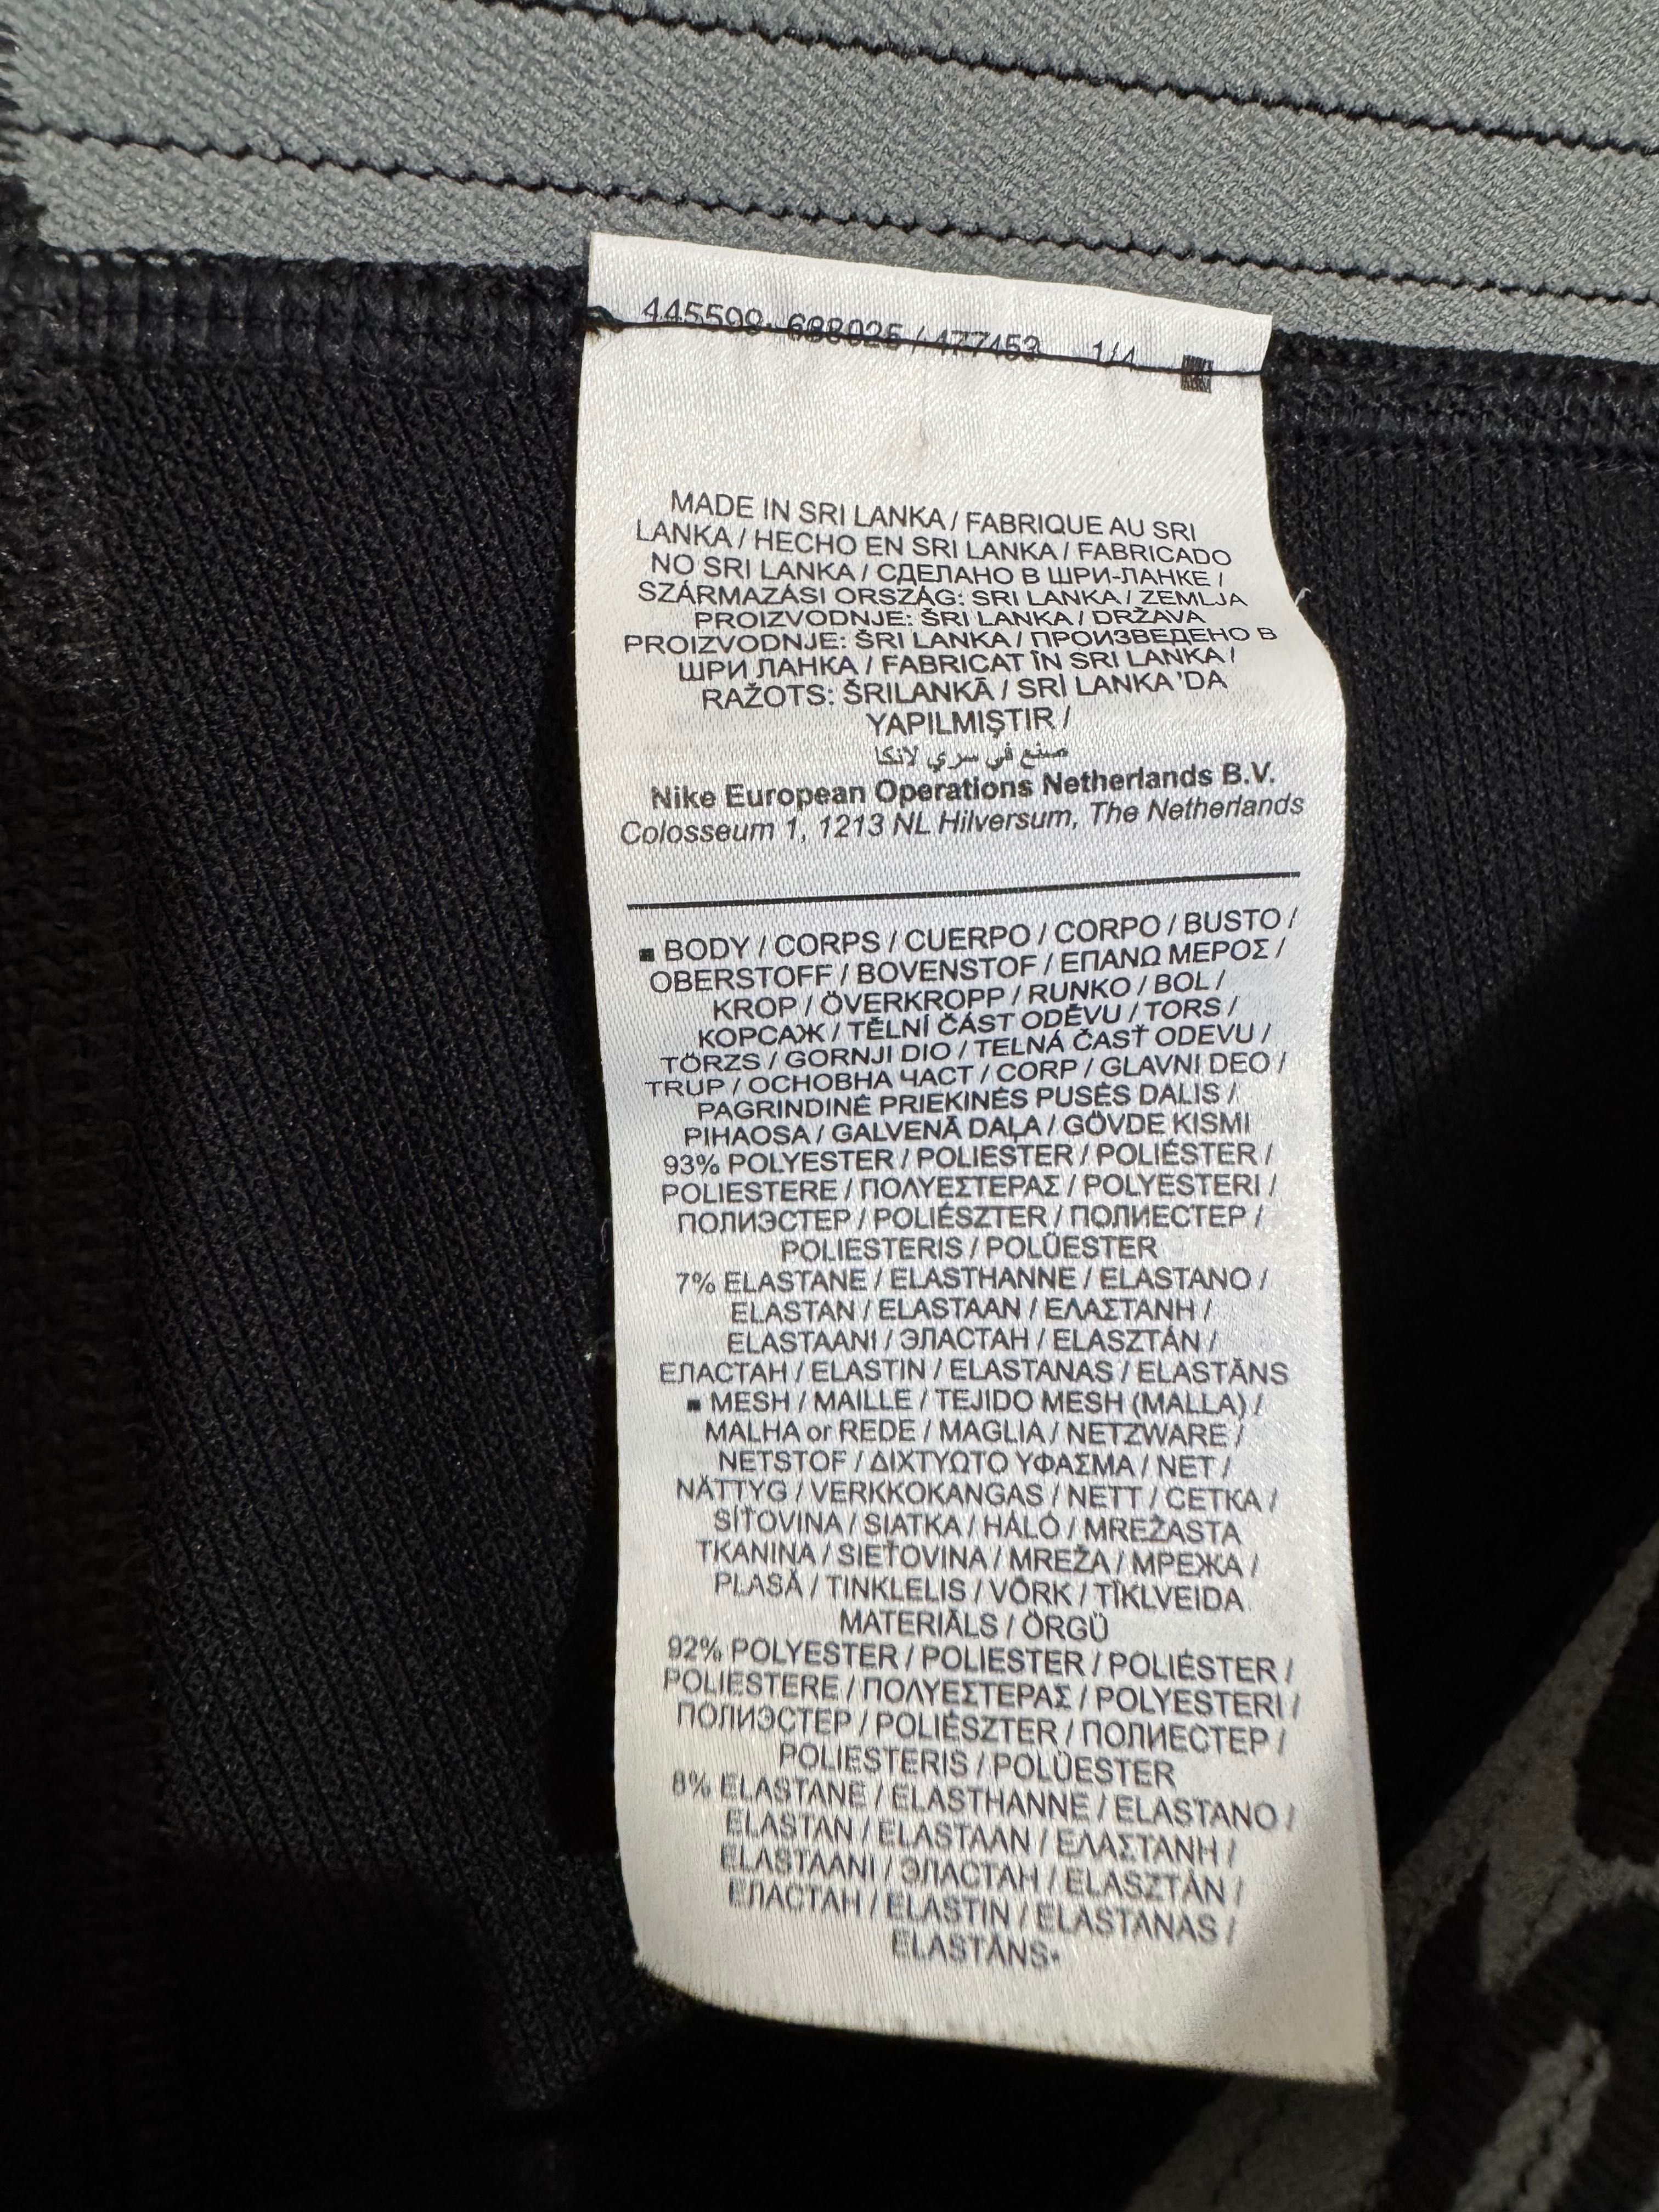 445509 688026 / 477453 1/4
MADE IN SRI LANKA / FABRIQUE AU SRI
LANKA / HECHO EN SRI LANKA / FABRICADO
NO SRI LANKA / СДЕЛАНО В ШРИ-ЛАНКЕ /
SZÁRMAZÁSI ORSZÁG: SRI LANKA / ZEMLJA
PROIZVODNJE: ŠRI LANKA / DRŽAVA
PROIZVODNJE: ŠRI LANKA / ПРОИЗВЕДЕНО В
ШРИ ЛАНКА / FABRICAT ÎN SRI LANKA /
RAŽOTS: ŠRILANKĀ / SRİ LANKA'DA
YAPILMIŞTIR /
صنع في سري لانكا
Nike European Operations Netherlands B.V.
Colosseum 1, 1213 NL Hilversum, The Netherlands
▪ BODY / CORPS / CUERPO / CORPO / BUSTO /
OBERSTOFF / BOVENSTOF / ΕΠΑΝΩ ΜΕΡΟΣ /
KROP / ÖVERKROPP / RUNKO / BOL /
КОРСАЖ / TĚLNÍ ČÁST ODĚVU / TORS /
TÖRZS / GORNJI DIO / TELNÁ ČASŤ ODEVU /
TRUP / ОСНОВНА ЧАСТ / CORP / GLAVNI DEO /
PAGRINDINĖ PRIEKINĖS PUSĖS DALIS /
PIHAOSA / GALVENĀ DAĻA / GÖVDE KISMI
93% POLYESTER / POLIESTER / POLIÉSTER /
POLIESTERE / ΠΟΛΥΕΣΤΕΡΑΣ / POLYESTERI /
ПОЛИЭСТЕР / POLIÉSZTER / ПОЛИЕСТЕР /
POLIESTERIS / POLÜESTER
7% ELASTANE / ELASTHANNE / ELASTANO /
ELASTAN / ELASTAAN / ΕΛΑΣΤΑΝΗ /
ELASTAANI / ЭЛАСТАН / ELASZTÁN /
ЕЛАСТАН / ELASTIN / ELASTANAS / ELASTĀNS
▪ MESH / MAILLE / TEJIDO MESH (MALLA) /
MALHA or REDE / MAGLIA / NETZWARE /
NETSTOF / ΔΙΧΤΥΩΤΟ ΥΦΑΣΜΑ / NET /
NÄTTYG / VERKKOKANGAS / NETT / СЕТКА /
SÍŤOVINA / SIATKA / HÁLÓ / MREŽASTA
TKANINA / SIEŤOVINA / MREŽA / МРЕЖА /
PLASĂ / TINKLELIS / VÕRK / TĪKLVEIDA
MATERIĀLS / ÖRGÜ
92% POLYESTER / POLIESTER / POLIÉSTER /
POLIESTERE / ΠΟΛΥΕΣΤΕΡΑΣ / POLYESTERI /
ПОЛИЭСТЕР / POLIÉSZTER / ПОЛИЕСТЕР /
POLIESTERIS / POLÜESTER
8% ELASTANE / ELASTHANNE / ELASTANO /
ELASTAN / ELASTAAN / ΕΛΑΣΤΑΝΗ /
ELASTAANI / ЭЛАСТАН / ELASZTÁN /
ЕЛАСТАН / ELASTIN / ELASTANAS /
ELASTĀNS▪